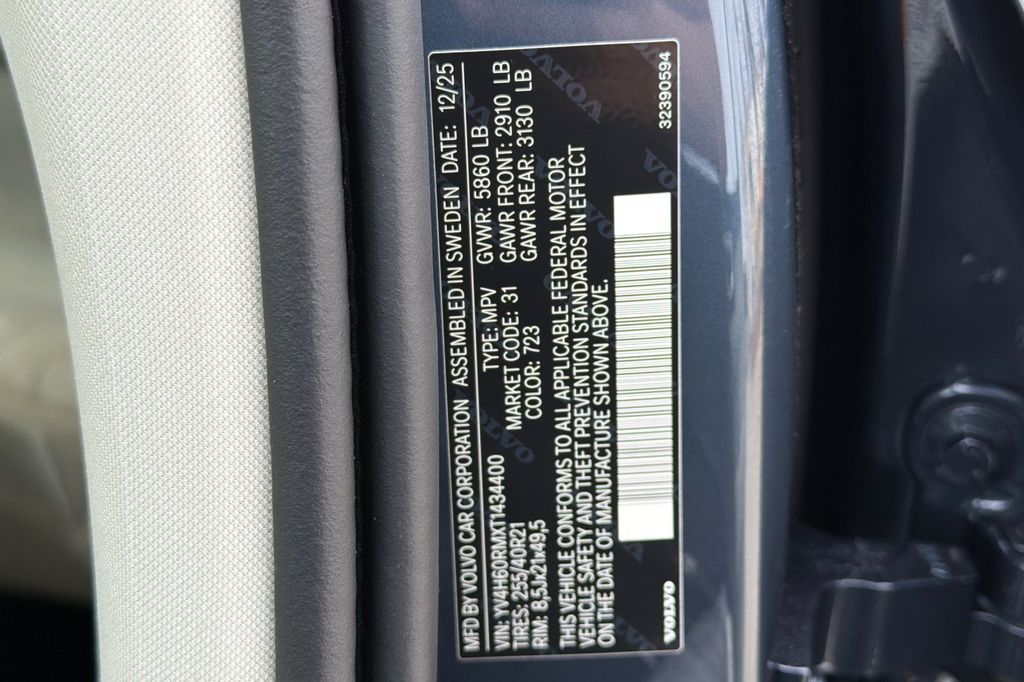 MFD BY VOLVO CAR CORPORATION ASSEMBLED IN SWEDEN DATE: 12/25
VIN: YV4H60RMXT1434400 TYPE: MPV GVWR: 5860 LB
TIRES: 255/40R21 MARKET CODE: 31 GAWR FRONT: 2910 LB
RIM: 8,5Jx21x49,5 COLOR: 723 GAWR REAR: 3130 LB
THIS VEHICLE CONFORMS TO ALL APPLICABLE FEDERAL MOTOR
VEHICLE SAFETY AND THEFT PREVENTION STANDARDS IN EFFECT
ON THE DATE OF MANUFACTURE SHOWN ABOVE.
VOLVO 32390594